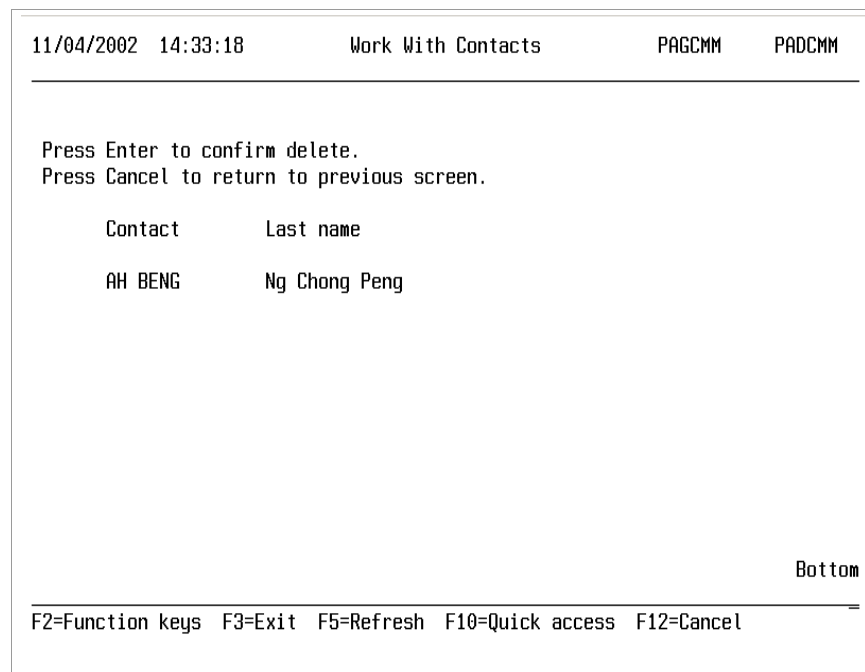 11/04/2002 14:33:18 Work With Contacts PAGCMM PADCMM
Press Enter to confirm delete.
Press Cancel to return to previous screen.
Contact Last name
AH BENG Ng Chong Peng
Bottom
F2=Function keys F3=Exit F5=Refresh F10=Quick access F12=Cancel